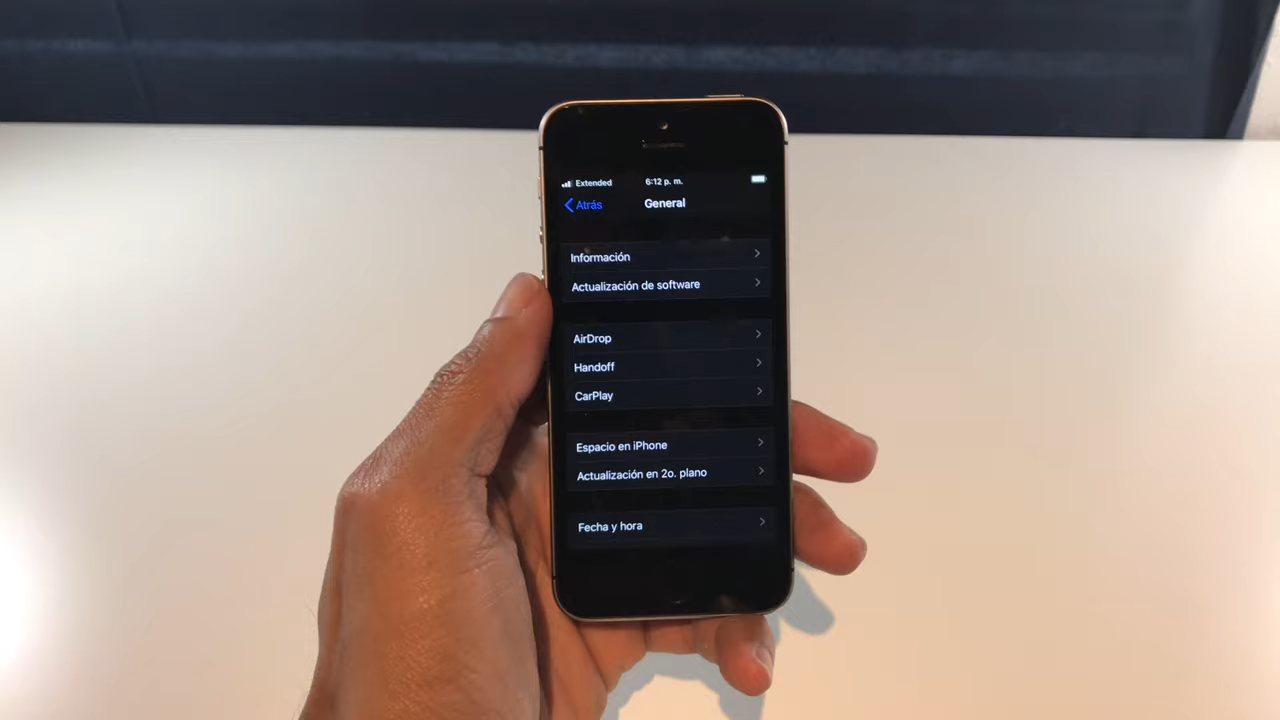 Extended 6:12 p. m.
Atrás General
Información
Actualización de software
AirDrop
Handoff
CarPlay
Espacio en iPhone
Actualización en 2o. plano
Fecha y hora